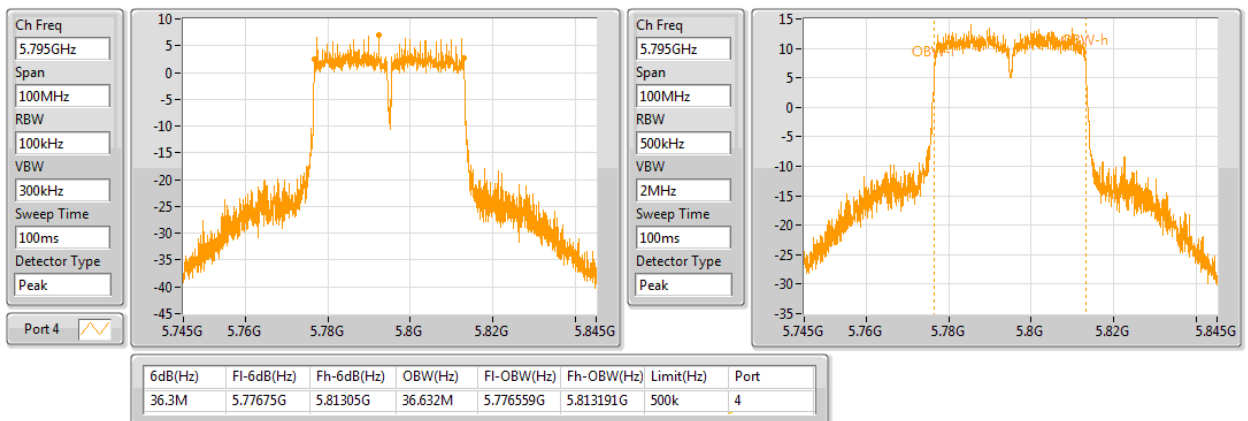 Ch Freq
5.795GHz
Span
100MHz
RBW
100kHz
VBW
300kHz
Sweep Time
100ms
Detector Type
Peak
Port 4
10
5
0
-5
-10
-15
-20
-25
-30
-35
-40
-45
5.745G 5.76G 5.78G 5.8G 5.82G 5.845G
Ch Freq
5.795GHz
Span
100MHz
RBW
500kHz
VBW
2MHz
Sweep Time
100ms
Detector Type
Peak
15
10
5
0
-5
-10
-15
-20
-25
-30
-35
OBW-h
5.745G 5.76G 5.78G 5.8G 5.82G 5.845G
6dB(Hz) Fl-6dB(Hz) Fh-6dB(Hz) OBW(Hz) Fl-OBW(Hz) Fh-OBW(Hz) Limit(Hz) Port
36.3M 5.77675G 5.81305G 36.632M 5.776559G 5.813191G 500k 4